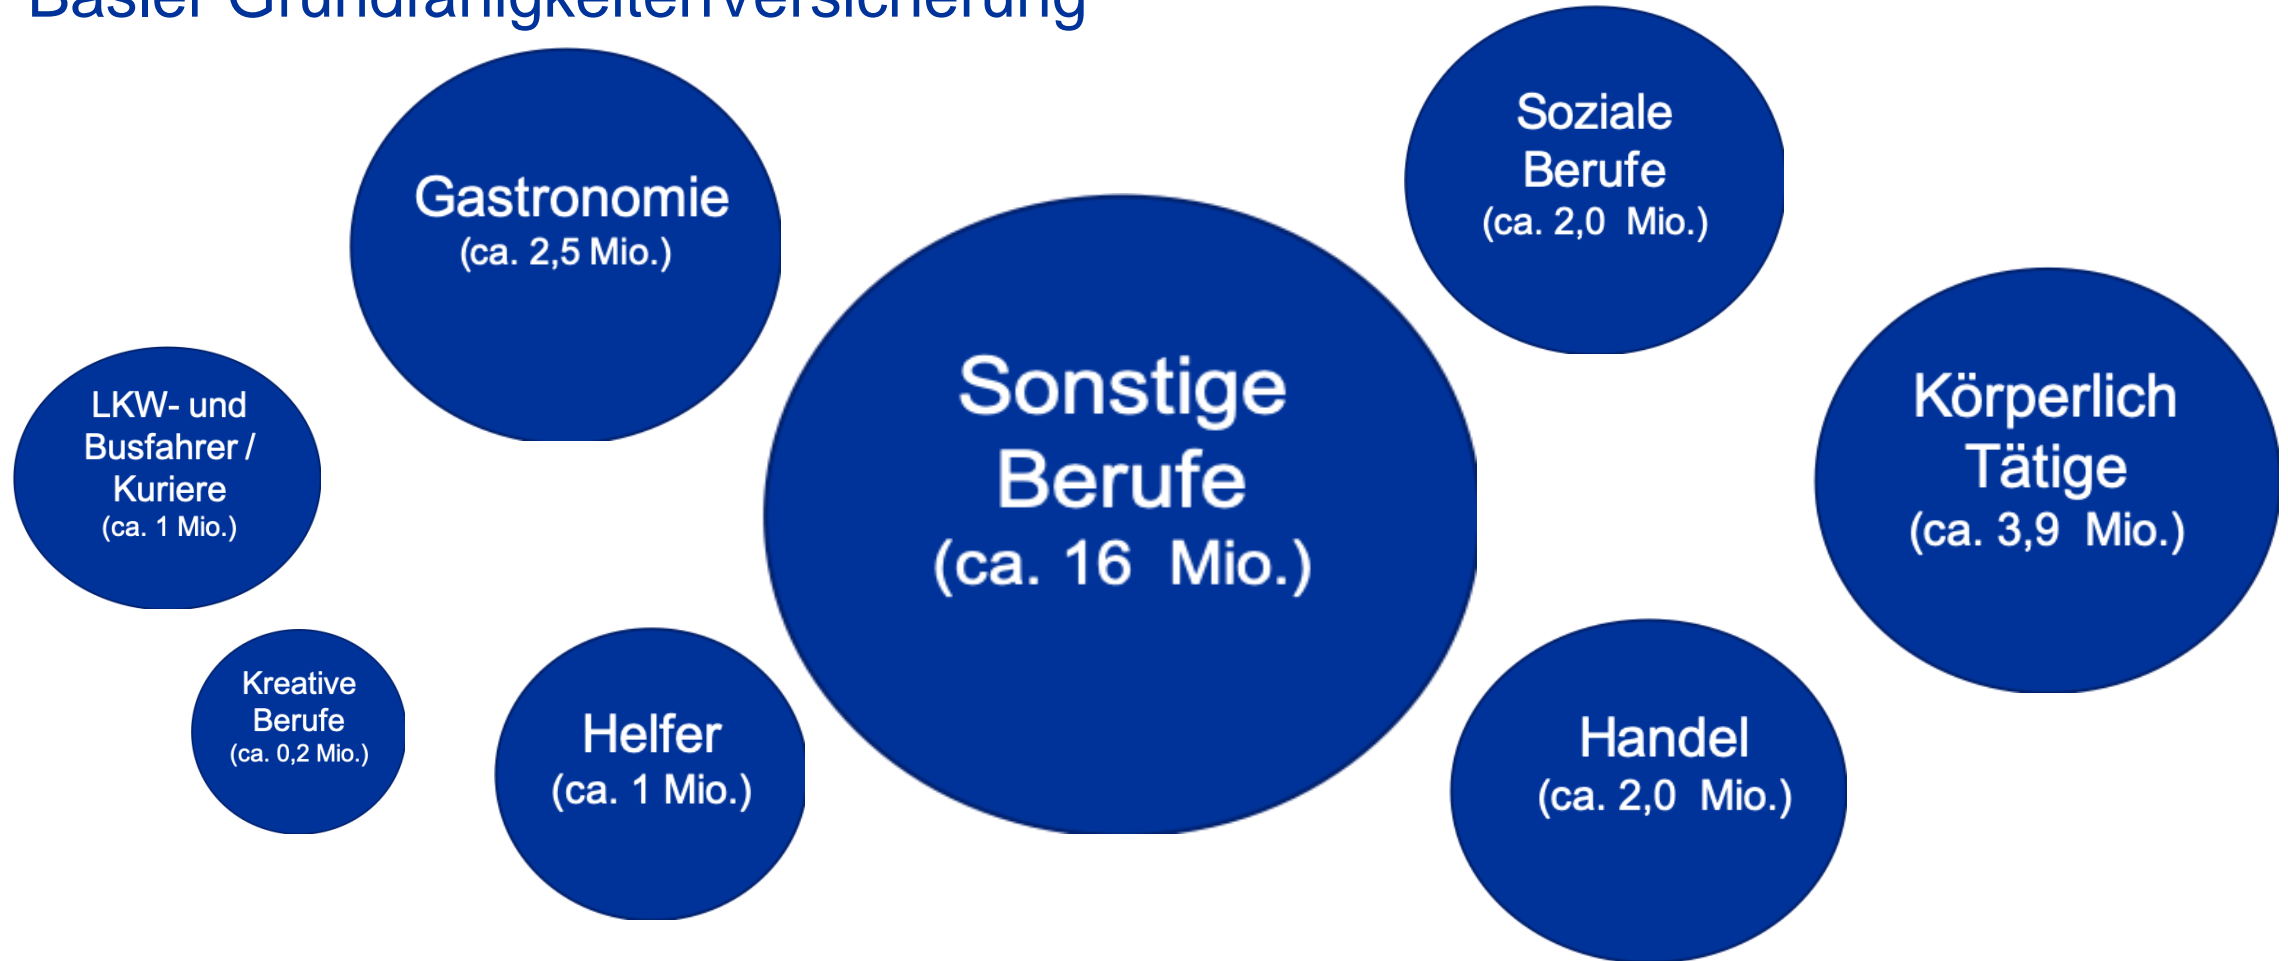 Basler Grundfähigkeitenversicherung
Gastronomie
(ca. 2,5 Mio.)
Soziale
Berufe
(ca. 2,0 Mio.)
LKW- und
Busfahrer /
Kuriere
(ca. 1 Mio.)
Sonstige
Berufe
(ca. 16 Mio.)
Körperlich
Tätige
(ca. 3,9 Mio.)
Kreative
Berufe
(ca. 0,2 Mio.)
Helfer
(ca. 1 Mio.)
Handel
(ca. 2,0 Mio.)